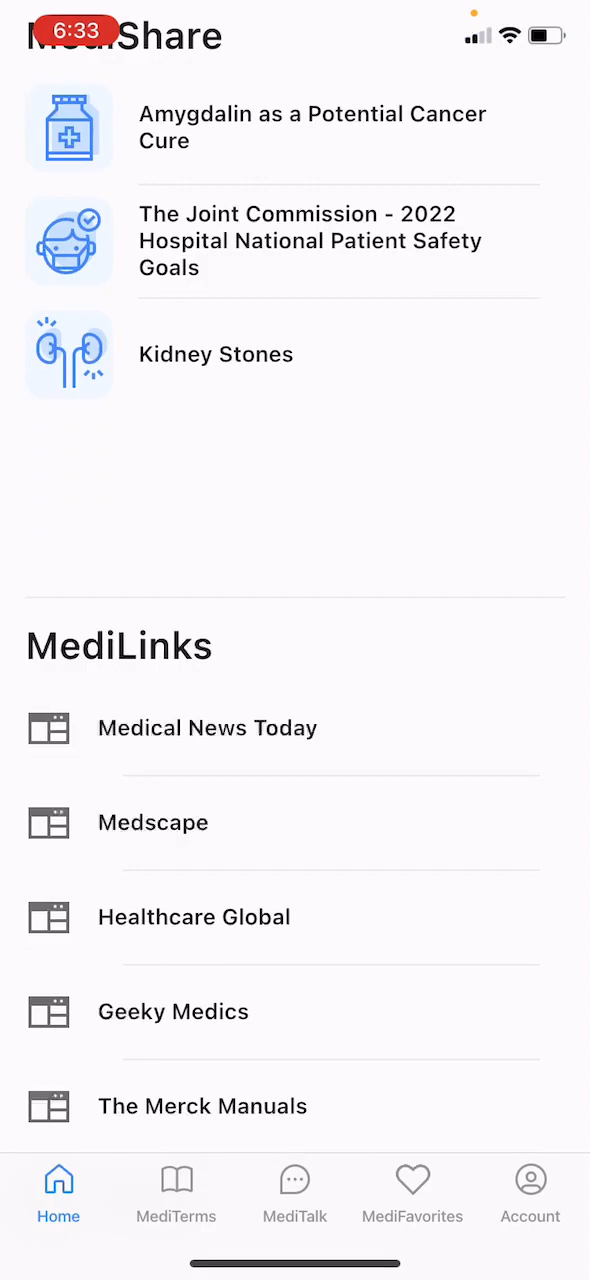 6:33
Share
Amygdalin as a Potential Cancer
Cure
The Joint Commission - 2022
Hospital National Patient Safety
Goals
Kidney Stones
MediLinks
Medical News Today
Medscape
Healthcare Global
Geeky Medics
The Merck Manuals
Home
MediTerms
MediTalk
MediFavorites
Account